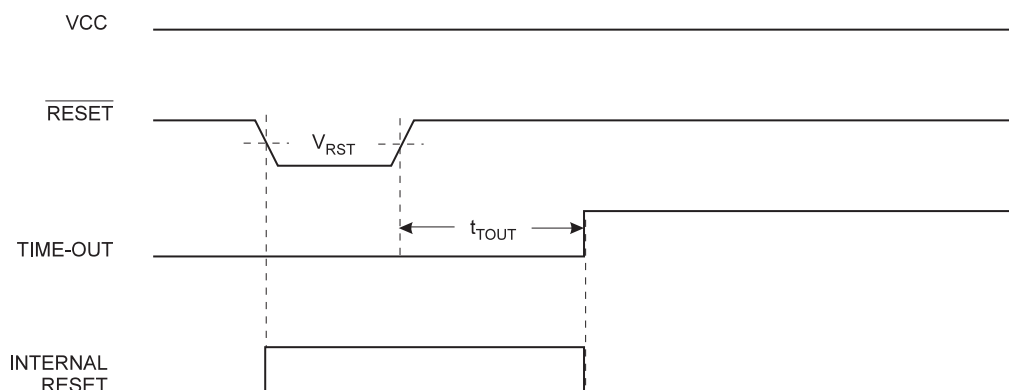 VCC
RESET
V_RST
t_TOUT
TIME-OUT
INTERNAL
RESET